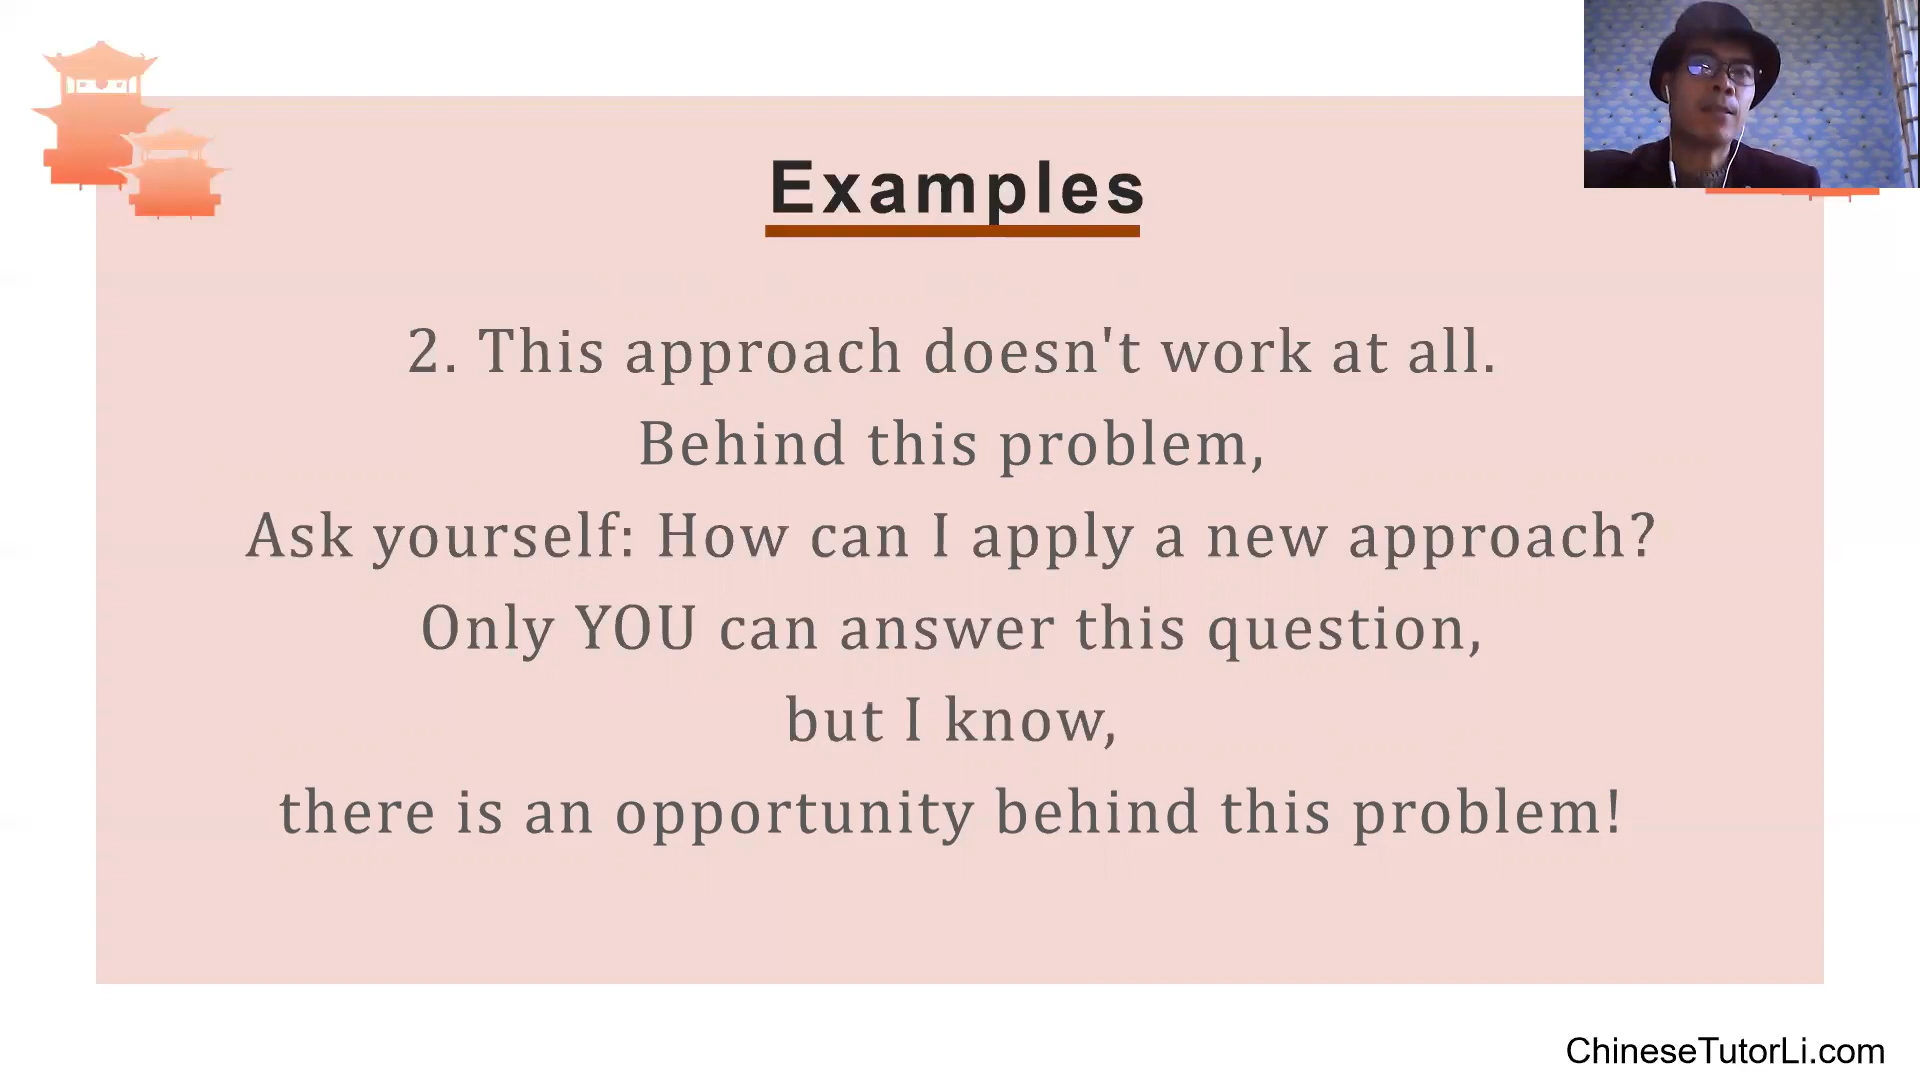 Examples
2. This approach doesn't work at all.
Behind this problem,
Ask yourself: How can I apply a new approach?
Only YOU can answer this question,
but I know,
there is an opportunity behind this problem!
ChineseTutorLi.com